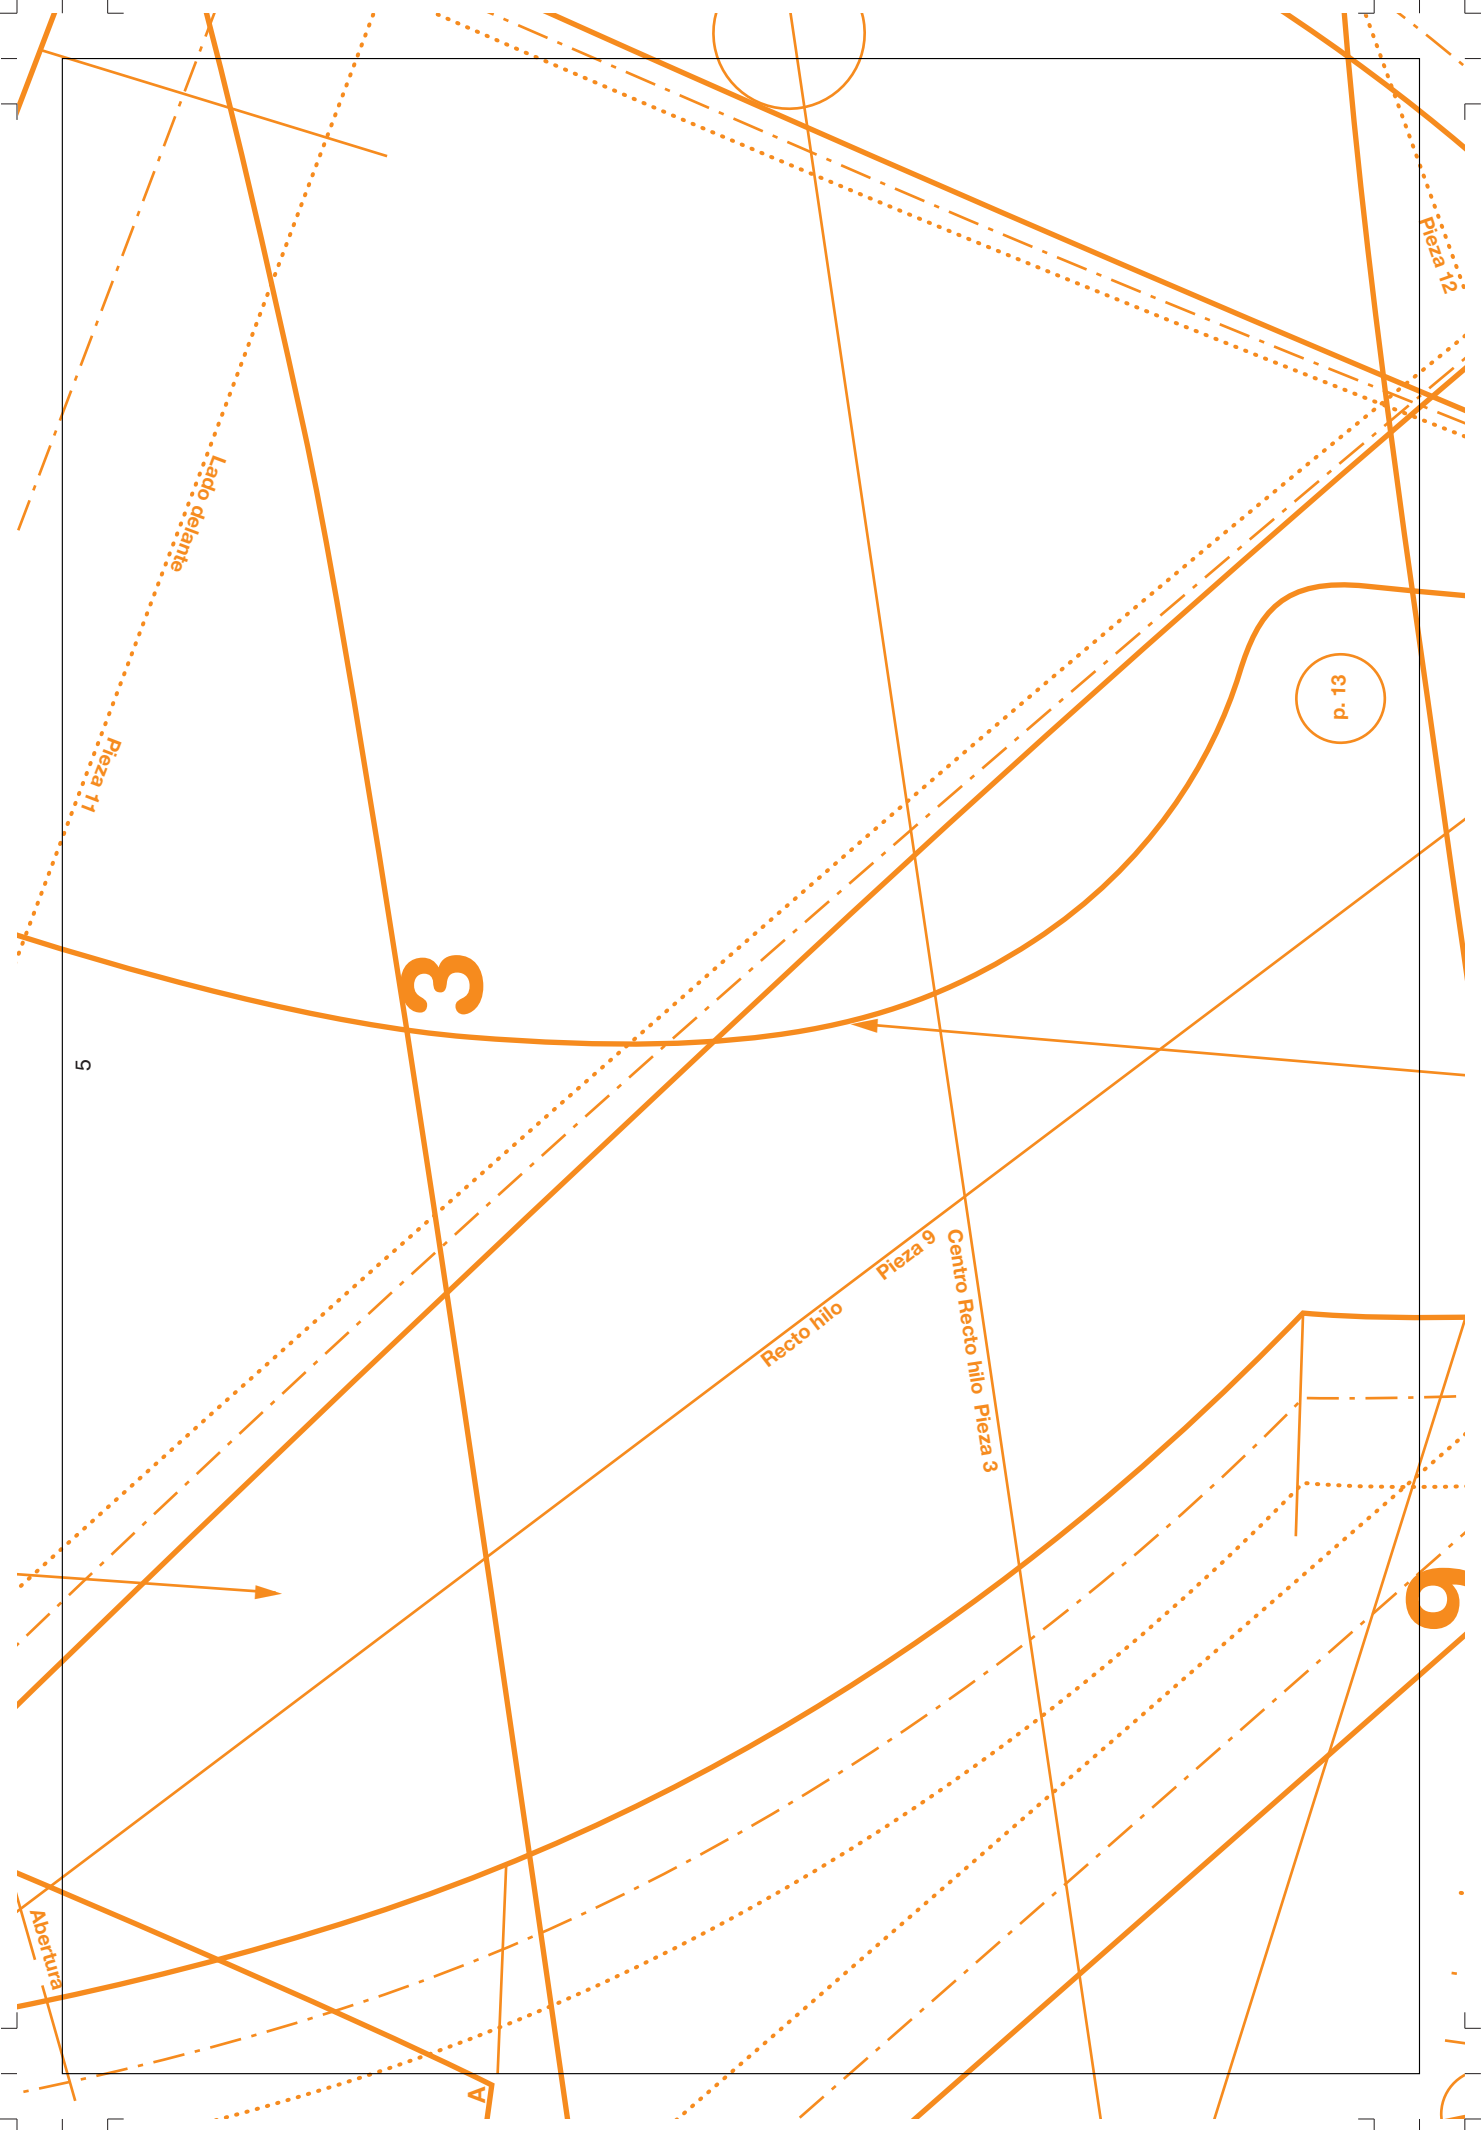 Pieza 12
Lado delante
p. 13
Pieza 11
3
5
Pieza 9
Centro Recto hilo Pieza 3
Recto hilo
9
Abertura
A